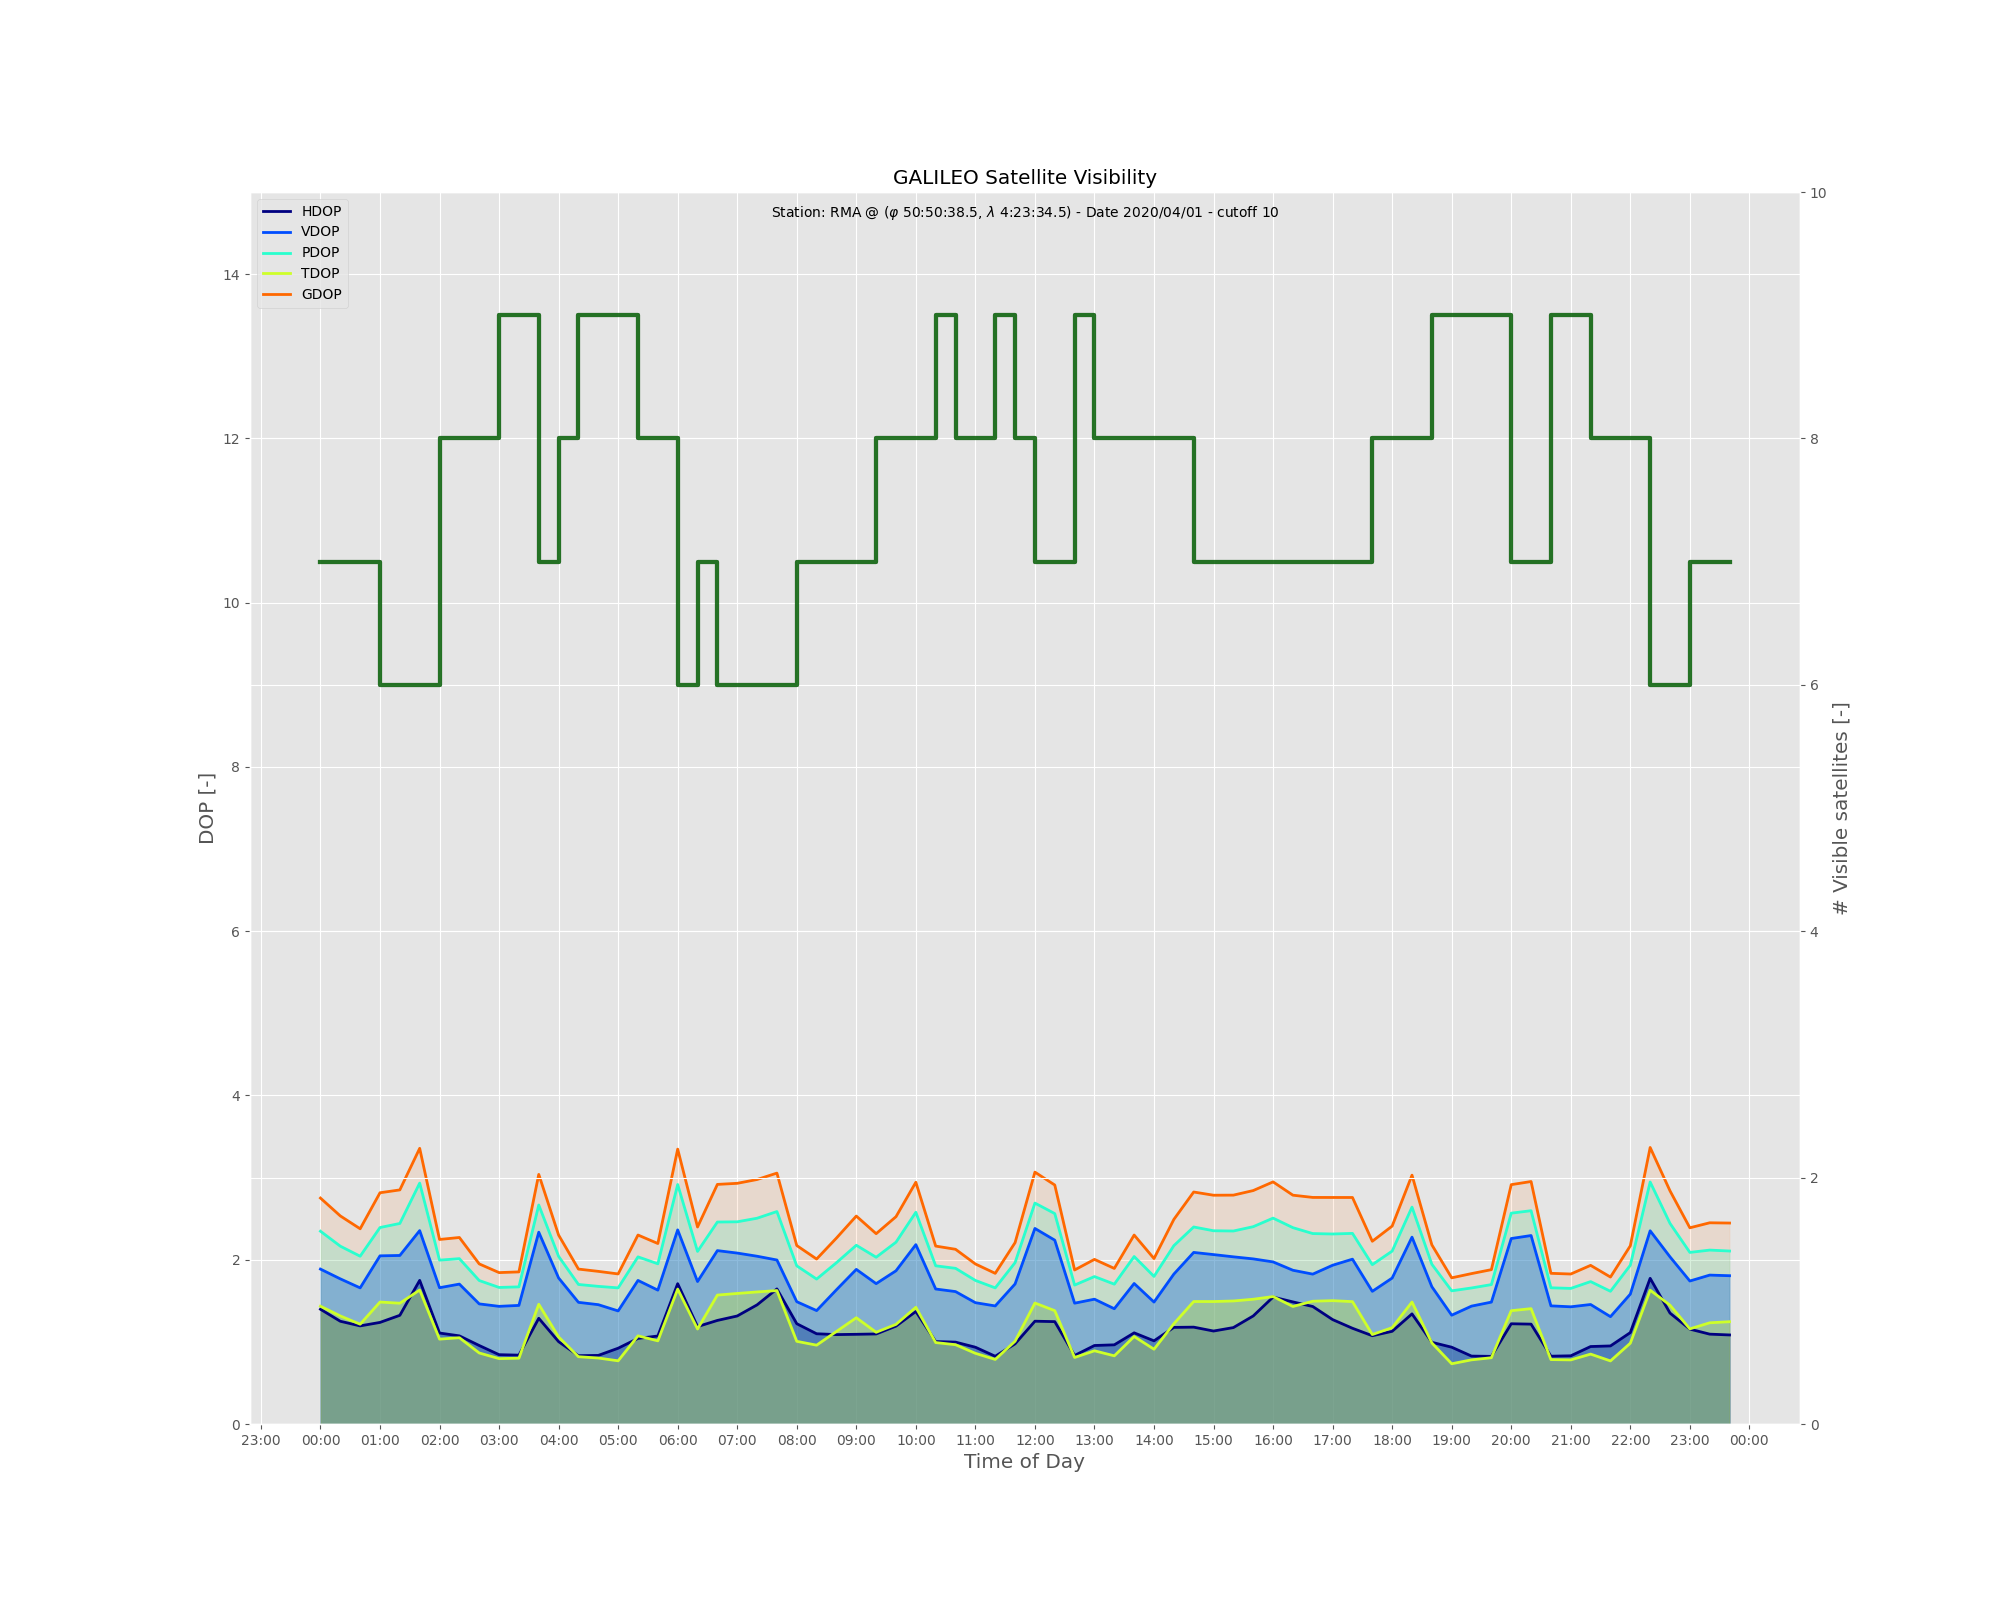 GALILEO Satellite Visibility
Station: RMA @ (φ 50:50:38.5, λ 4:23:34.5) - Date 2020/04/01 - cutoff 10
HDOP
VDOP
PDOP
TDOP
GDOP
14
12
10
8
6
4
2
0
DOP [-]
10
8
6
4
2
0
# Visible satellites [-]
23:00 00:00 01:00 02:00 03:00 04:00 05:00 06:00 07:00 08:00 09:00 10:00 11:00 12:00 13:00 14:00 15:00 16:00 17:00 18:00 19:00 20:00 21:00 22:00 23:00 00:00
Time of Day